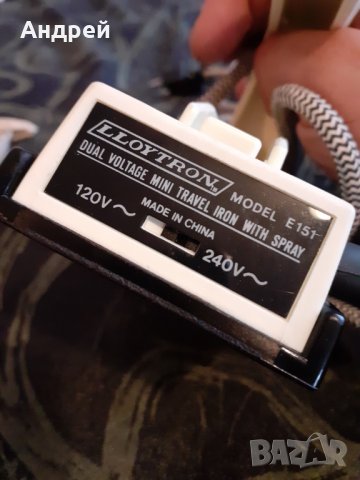 Андрей
LLOYTRON
MODEL E151
DUAL VOLTAGE MINI TRAVEL IRON WITH SPRAY
MADE IN CHINA
120V~
240V~
BAZAR